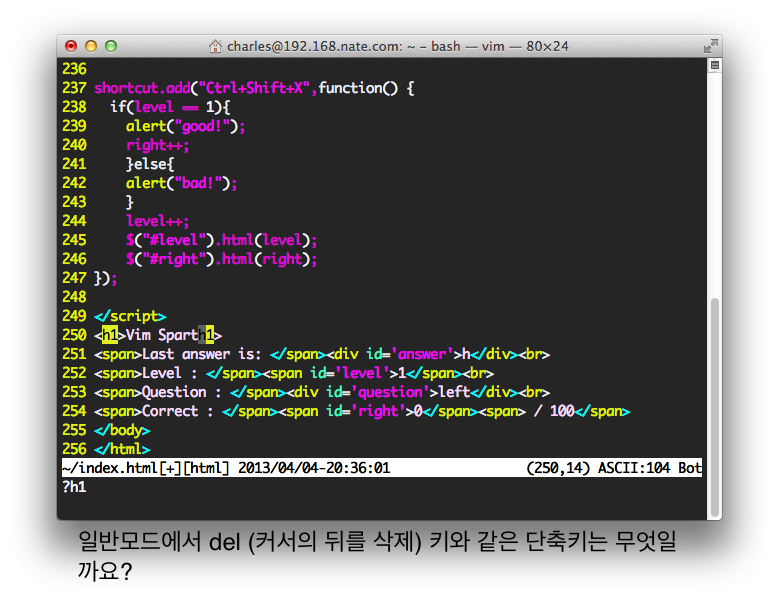 charles@192.168.nate.com: ~ – bash — vim — 80×24
236
237 shortcut.add("Ctrl+Shift+X",function() {
238   if(level == 1){
239     alert("good!");
240     right++;
241     }else{
242     alert("bad!");
243     }
244     level++;
245     $("#level").html(level);
246     $("#right").html(right);
247 });
248
249 </script>
250 <h1>Vim Sparth1>
251 <span>Last answer is: </span><div id='answer'>h</div><br>
252 <span>Level : </span><span id='level'>1</span><br>
253 <span>Question : </span><div id='question'>left</div><br>
254 <span>Correct : </span><span id='right'>0</span><span> / 100</span>
255 </body>
256 </html>
~/index.html[+][html] 2013/04/04-20:36:01 (250,14) ASCII:104 Bot
?h1
일반모드에서 del (커서의 뒤를 삭제) 키와 같은 단축키는 무엇일
까요?